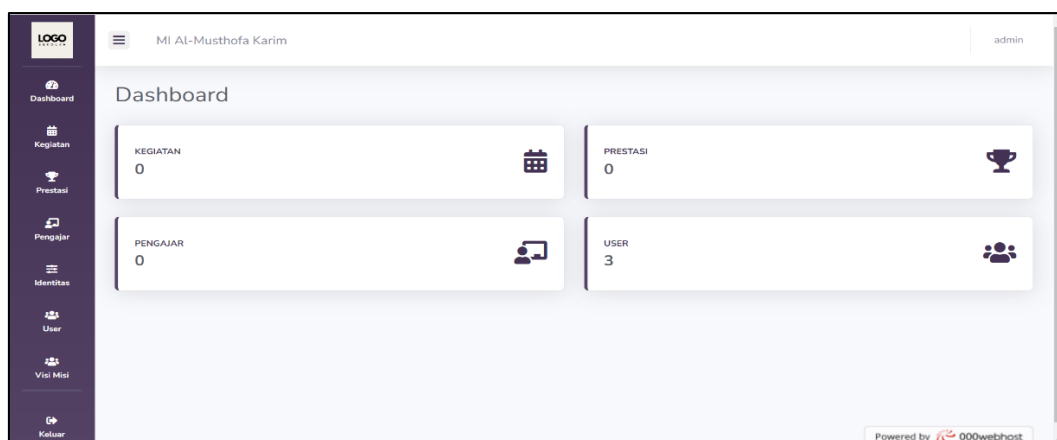 LOGO
MI Al-Musthofa Karim
admin
Dashboard
Kegiatan
Prestasi
Pengajar
Identitas
User
Visi Misi
Keluar
Dashboard
KEGIATAN
0
PRESTASI
0
PENGAJAR
0
USER
3
Powered by 000webhost